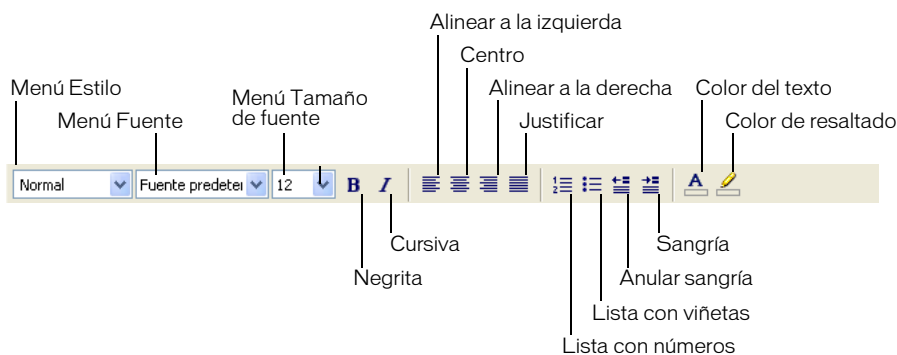 Alinear a la izquierda
Centro
Menú Estilo
Menú Tamaño
de fuente
Alinear a la derecha
Color del texto
Menú Fuente
Justificar
Color de resaltado
Normal
Fuente predeter
12
B
I
A
Cursiva
Sangría
Negrita
Anular sangría
Lista con viñetas
Lista con números